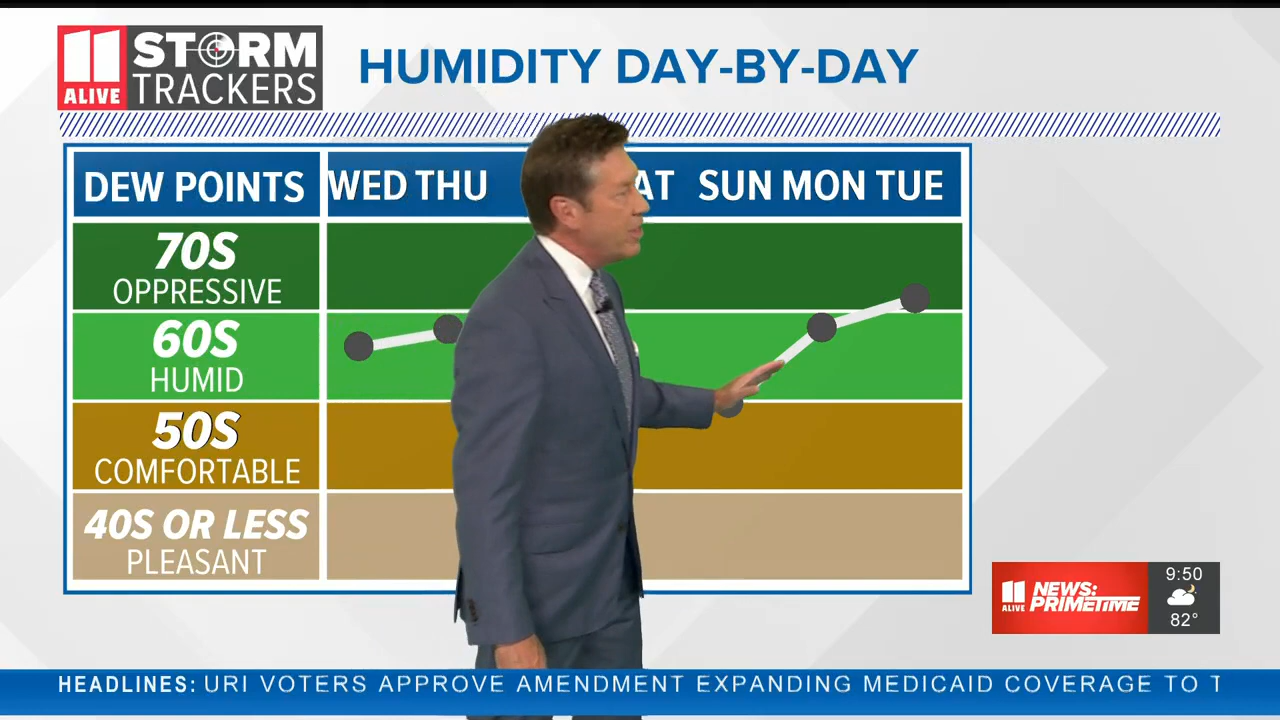 11 ALIVE
STORM
TRACKERS
HUMIDITY DAY-BY-DAY
DEW POINTS WED THU AT SUN MON TUE
70S
OPPRESSIVE
60S
HUMID
50S
COMFORTABLE
40S OR LESS
PLEASANT
11 ALIVE NEWS: PRIMETIME
9:50
82°
HEADLINES: URI VOTERS APPROVE AMENDMENT EXPANDING MEDICAID COVERAGE TO T